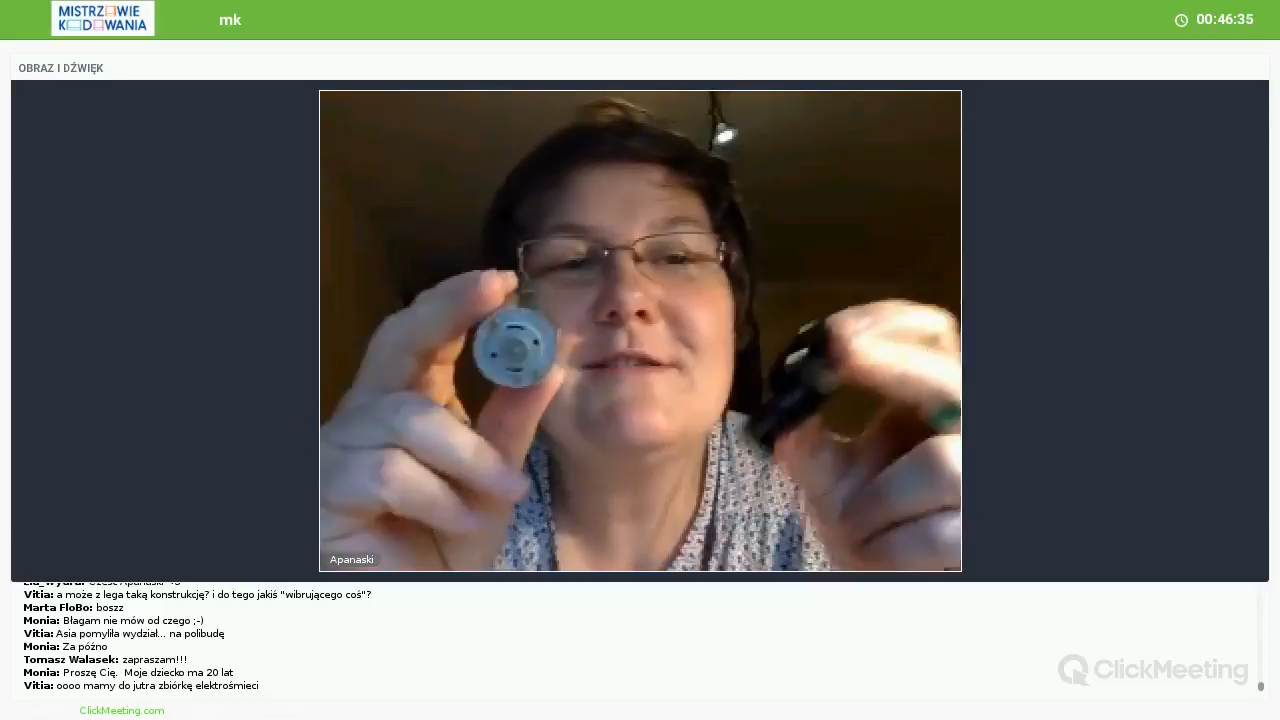 MISTRZOWIE
KODOWANIA
mk
00:46:35
OBRAZ I DŹWIĘK
Apanaski
Vitia: a może z lega taką konstrukcję? i do tego jakiś "wibrującego coś"?
Marta FloBo: boszz
Monia: Błagam nie mów od czego ;-)
Vitia: Asia pomyliła wydział... na polibudę
Monia: Za późno
Tomasz Walasek: zapraszam!!!
Monia: Proszę Cię. Moje dziecko ma 20 lat
Vitia: oooo mamy do jutra zbiórkę elektrośmieci
ClickMeeting
ClickMeeting.com